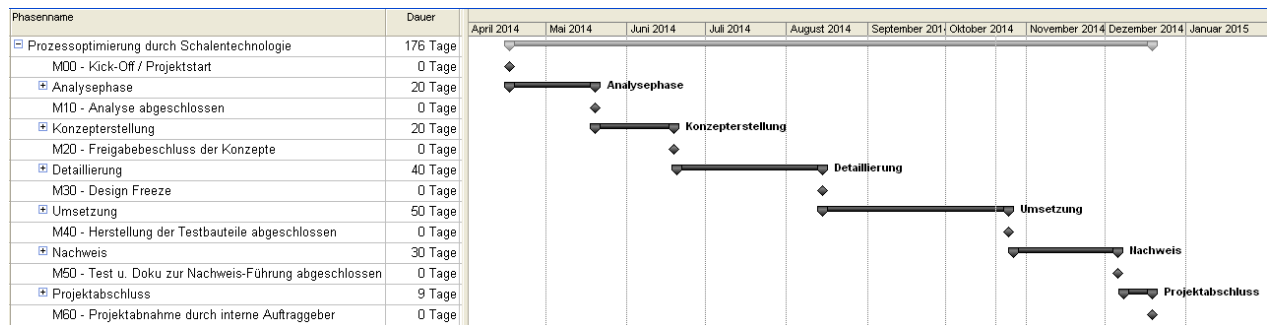 Phasenname Dauer
April 2014 Mai 2014 Juni 2014 Juli 2014 August 2014 September 2014 Oktober 2014 November 2014 Dezember 2014 Januar 2015
Prozessoptimierung durch Schalentechnologie 176 Tage
M00 - Kick-Off / Projektstart 0 Tage
Analysephase 20 Tage Analysephase
M10 - Analyse abgeschlossen 0 Tage
Konzepterstellung 20 Tage Konzepterstellung
M20 - Freigabebeschluss der Konzepte 0 Tage
Detaillierung 40 Tage Detaillierung
M30 - Design Freeze 0 Tage
Umsetzung 50 Tage Umsetzung
M40 - Herstellung der Testbauteile abgeschlossen 0 Tage
Nachweis 30 Tage Nachweis
M50 - Test u. Doku zur Nachweis-Führung abgeschlossen 0 Tage
Projektabschluss 9 Tage Projektabschluss
M60 - Projektabnahme durch interne Auftraggeber 0 Tage